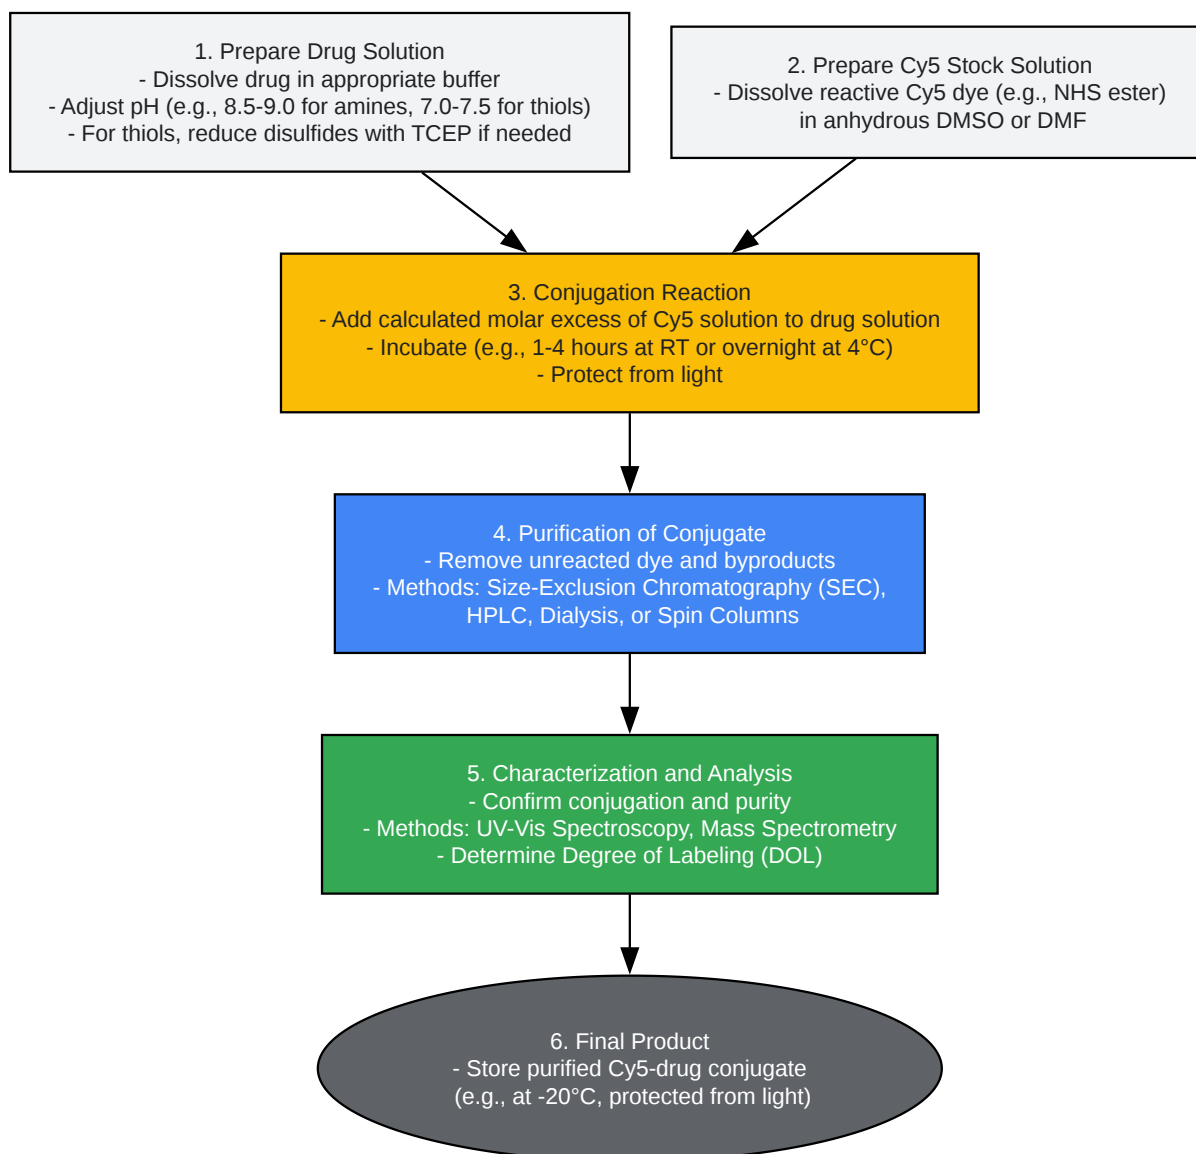 1. Prepare Drug Solution
- Dissolve drug in appropriate buffer
- Adjust pH (e.g., 8.5-9.0 for amines, 7.0-7.5 for thiols)
- For thiols, reduce disulfides with TCEP if needed
2. Prepare Cy5 Stock Solution
- Dissolve reactive Cy5 dye (e.g., NHS ester)
in anhydrous DMSO or DMF
3. Conjugation Reaction
- Add calculated molar excess of Cy5 solution to drug solution
- Incubate (e.g., 1-4 hours at RT or overnight at 4°C)
- Protect from light
4. Purification of Conjugate
- Remove unreacted dye and byproducts
- Methods: Size-Exclusion Chromatography (SEC),
HPLC, Dialysis, or Spin Columns
5. Characterization and Analysis
- Confirm conjugation and purity
- Methods: UV-Vis Spectroscopy, Mass Spectrometry
- Determine Degree of Labeling (DOL)
6. Final Product
- Store purified Cy5-drug conjugate
(e.g., at -20°C, protected from light)